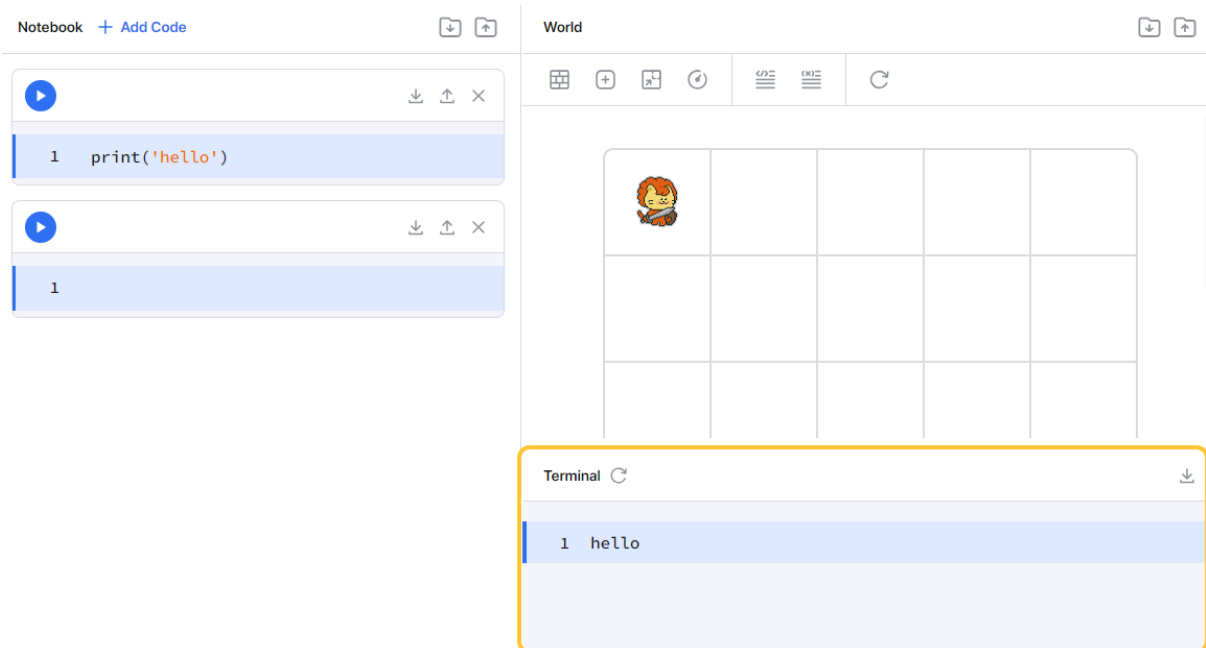 Notebook + Add Code
1 print('hello')
1
World
Terminal
1 hello